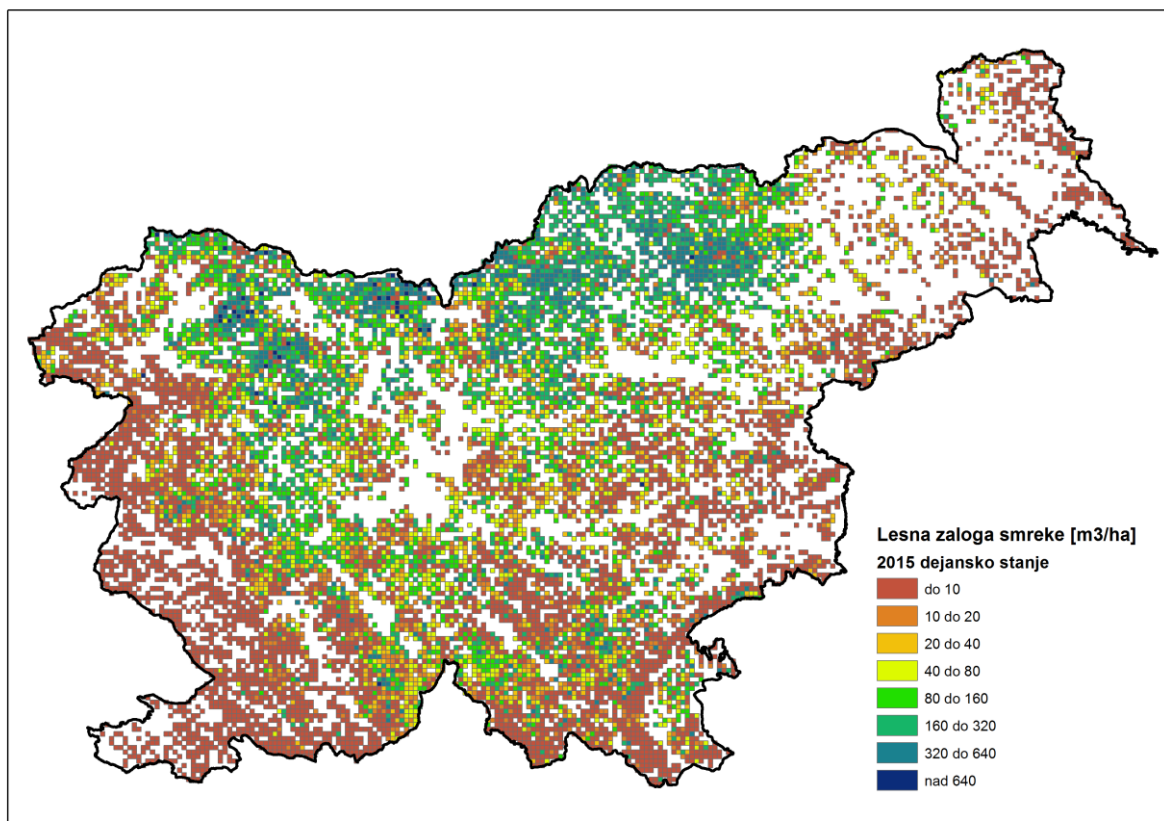 Lesna zaloga smreke [m3/ha]
2015 dejansko stanje
do 10
10 do 20
20 do 40
40 do 80
80 do 160
160 do 320
320 do 640
nad 640